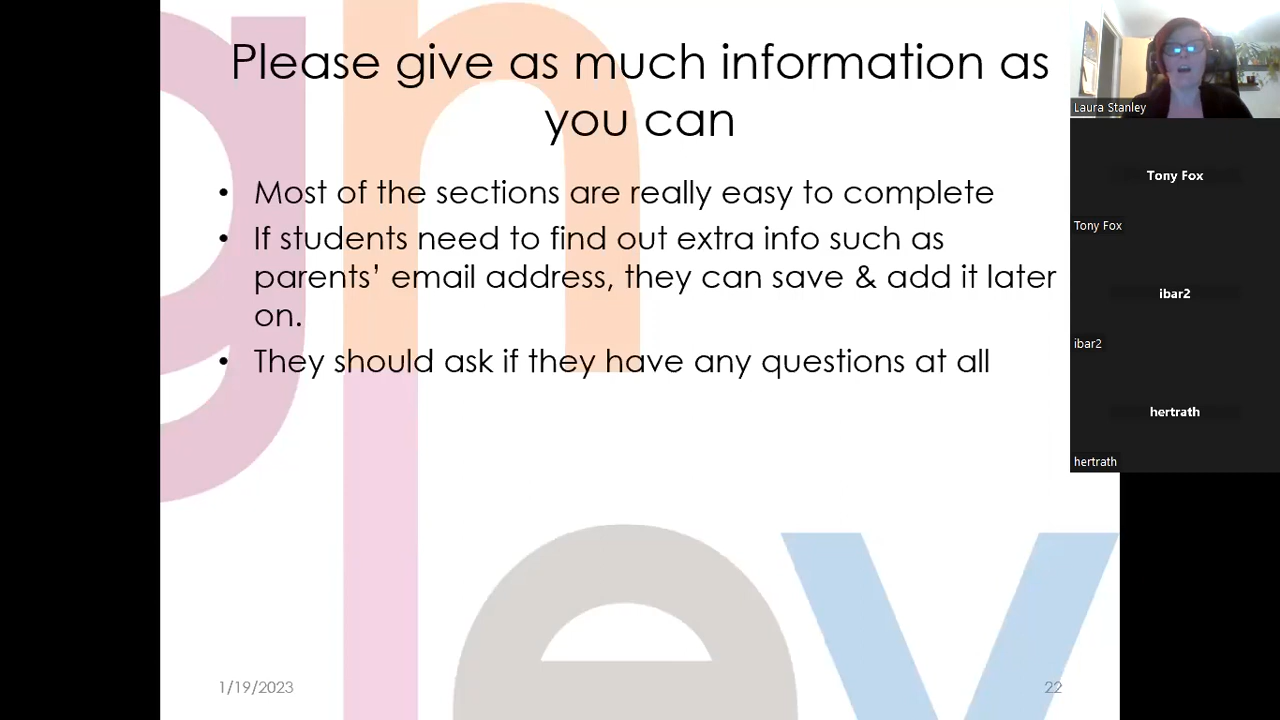 Please give as much information as
you can
• Most of the sections are really easy to complete
• If students need to find out extra info such as
parents’ email address, they can save & add it later
on.
• They should ask if they have any questions at all
1/19/2023
22
Laura Stanley
Tony Fox
Tony Fox
ibar2
ibar2
hertrath
hertrath